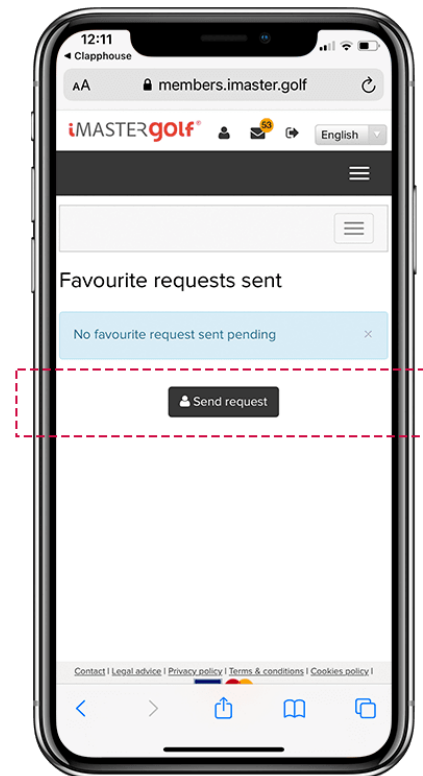 12:11
◀ Clapphouse
AA members.imaster.golf
iMASTERgolf®
53
English
Favourite requests sent
No favourite request sent pending ×
Send request
Contact | Legal advice | Privacy policy | Terms & conditions | Cookies policy |